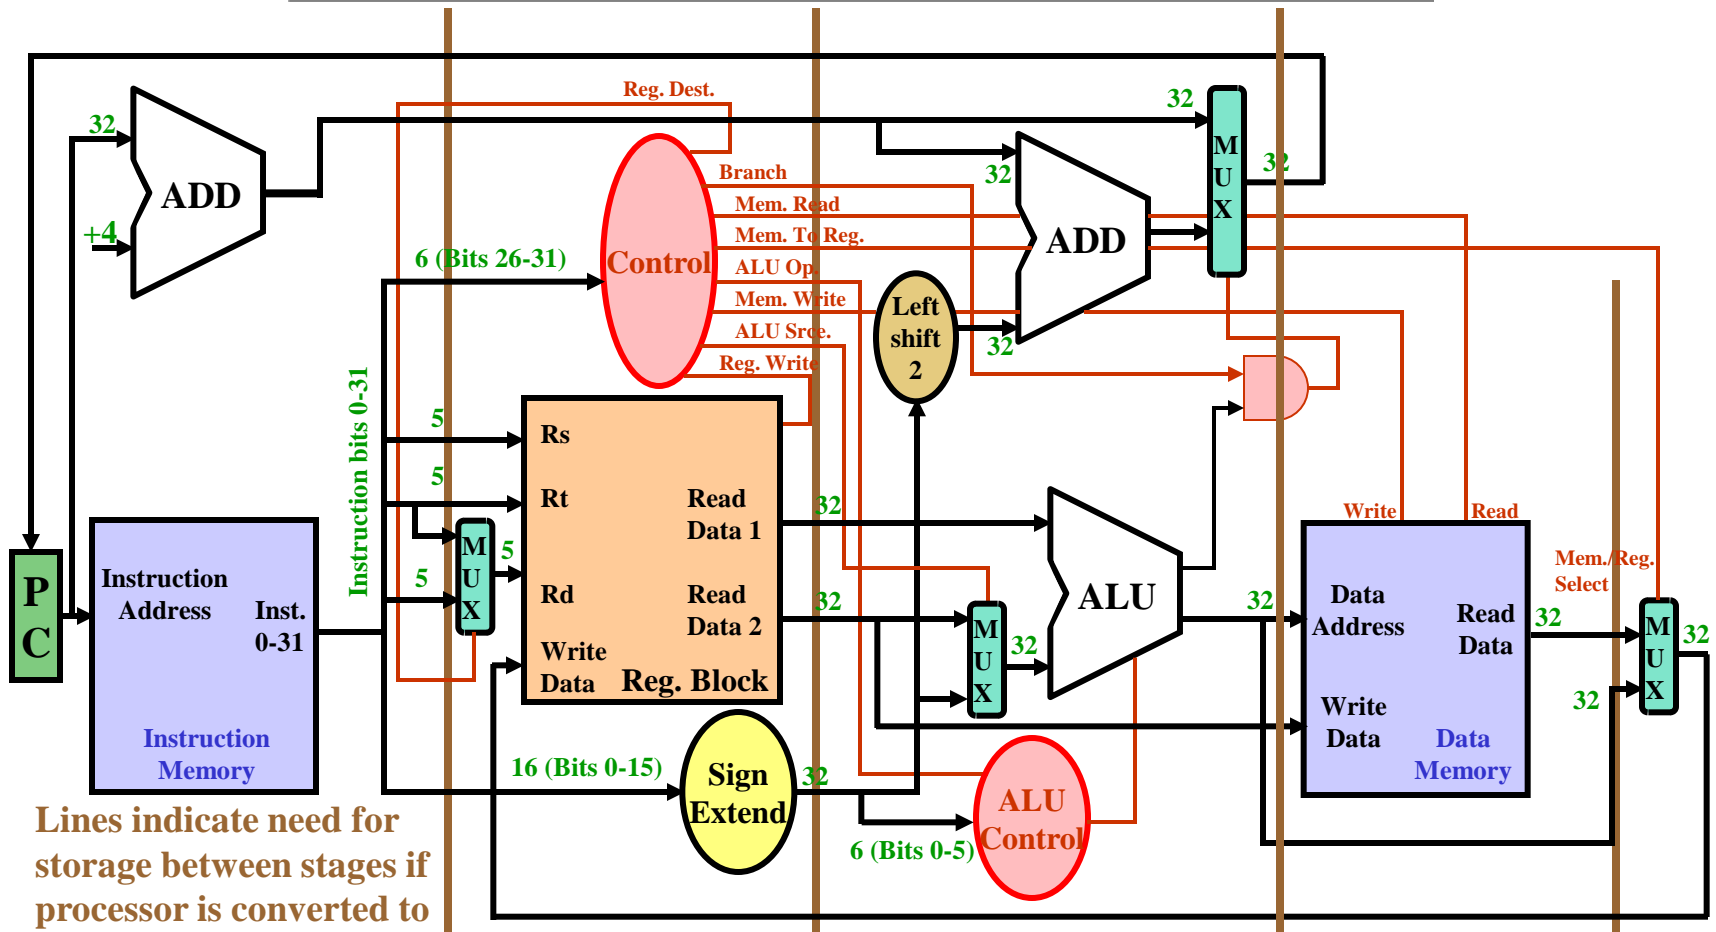 Reg. Dest.
32
32
M
U
X
32
ADD
32
Branch
Mem. Read
Mem. To Reg.
ALU Op.
Mem. Write
ALU Srce.
Reg. Write
+4
ADD
6 (Bits 26-31)
Control
Left
shift
2
32
Instruction bits 0-31
5
Rs
5
Rt
Read
Data 1
32
Write
Read
M
U
X
5
5
Rd
Read
Data 2
32
Write
Data
Reg. Block
P
C
Instruction
Address
Inst.
0-31
Instruction
Memory
ALU
M
U
X
32
32
Data
Address
Read
Data
32
Mem./Reg.
Select
M
U
X
32
32
Write
Data
Data
Memory
16 (Bits 0-15)
Sign
Extend
32
6 (Bits 0-5)
ALU
Control
Lines indicate need for
storage between stages if
processor is converted to